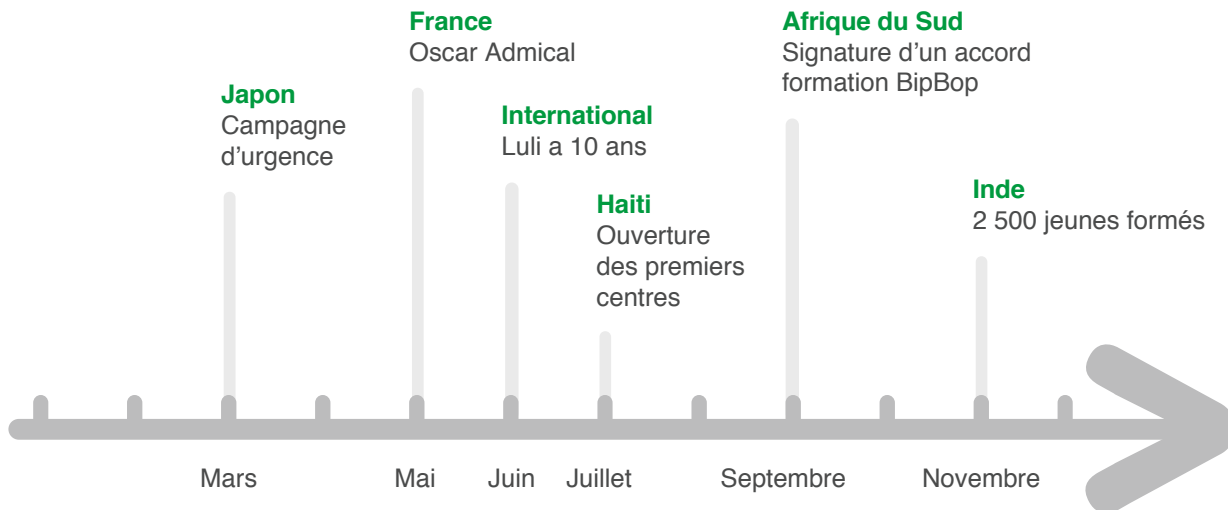 France
Oscar Admical
Afrique du Sud
Signature d’un accord
formation BipBop
Japon
Campagne
d’urgence
International
Luli a 10 ans
Haiti
Ouverture
des premiers
centres
Inde
2 500 jeunes formés
Mars
Mai
Juin
Juillet
Septembre
Novembre